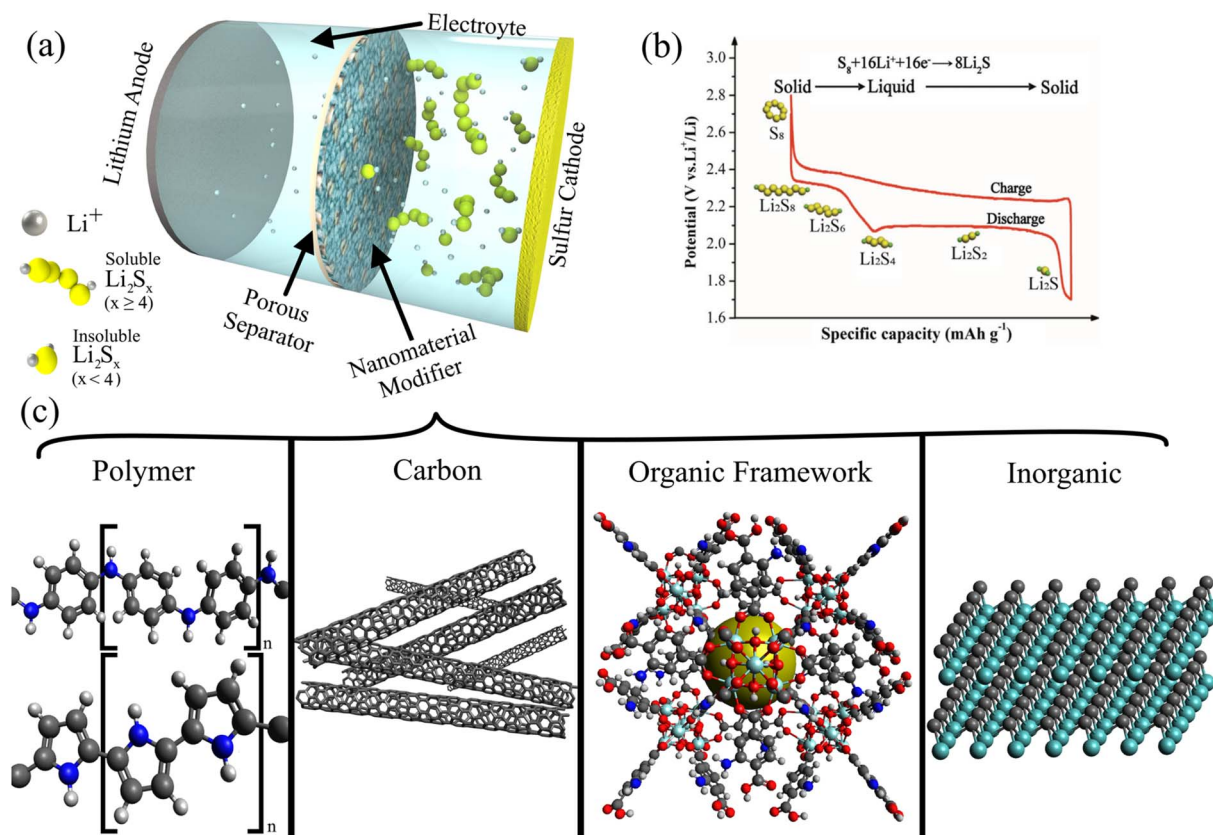 (a)
Electroyte
Lithium Anode
Sulfur Cathode
Li⁺
Soluble
Li₂Sₓ
(x ≥ 4)
Insoluble
Li₂Sₓ
(x < 4)
Porous
Separator
Nanomaterial
Modifier
(b)
S₈+16Li⁺+16e⁻→8Li₂S
Solid
Liquid
Solid
Potential (V vs.Li⁺/Li)
3.0
2.8
2.6
2.4
2.2
2.0
1.8
1.6
S₈
Charge
Li₂S₈
Li₂S₆
Discharge
Li₂S₄
Li₂S₂
Li₂S
Specific capacity (mAh g⁻¹)
(c)
Polymer
Carbon
Organic Framework
Inorganic
n
n